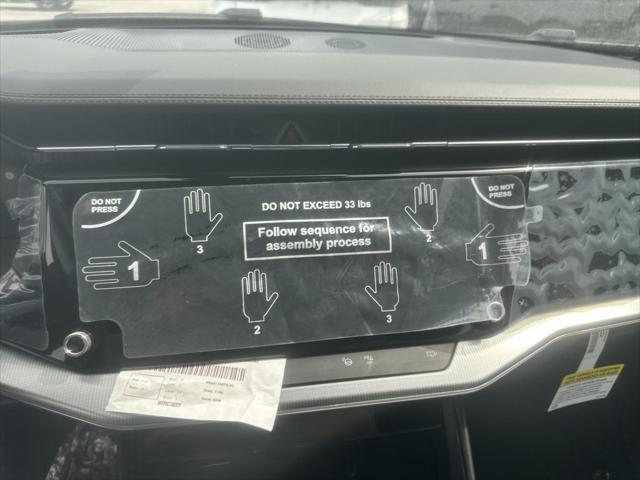 DO NOT
PRESS
DO NOT
PRESS
DO NOT EXCEED 33 lbs
Follow sequence for
assembly process
3
2
1
1
2
3